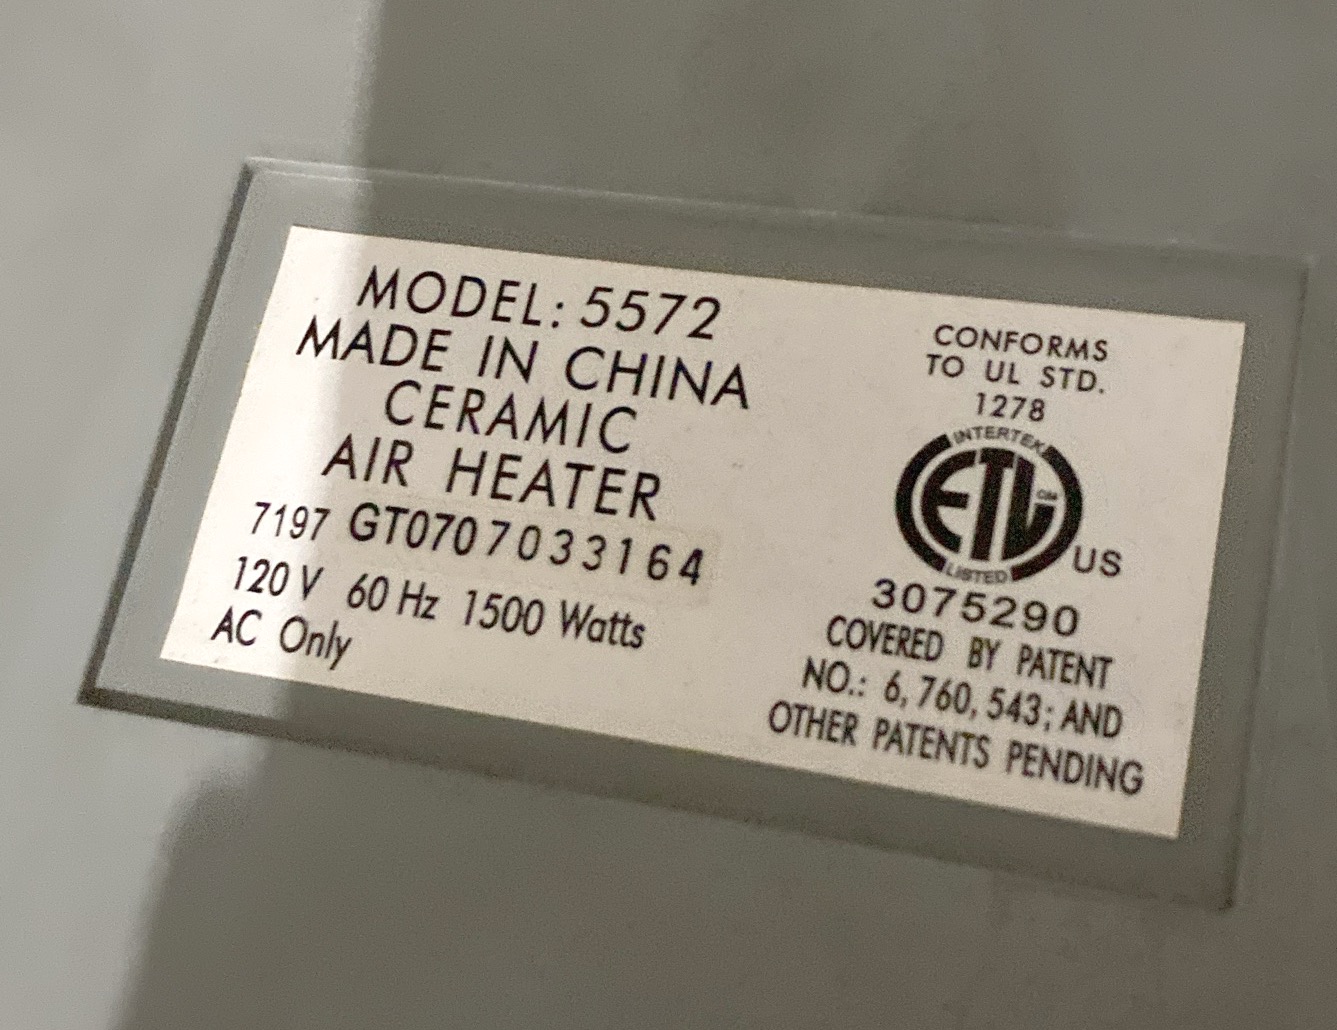 MODEL: 5572
MADE IN CHINA
CERAMIC
AIR HEATER
7197 GT0707033164
120 V 60 Hz 1500 Watts
AC Only
CONFORMS
TO UL STD.
1278
INTERTEK
ETL
CM
LISTED
US
3075290
COVERED BY PATENT
NO.: 6, 760, 543; AND
OTHER PATENTS PENDING